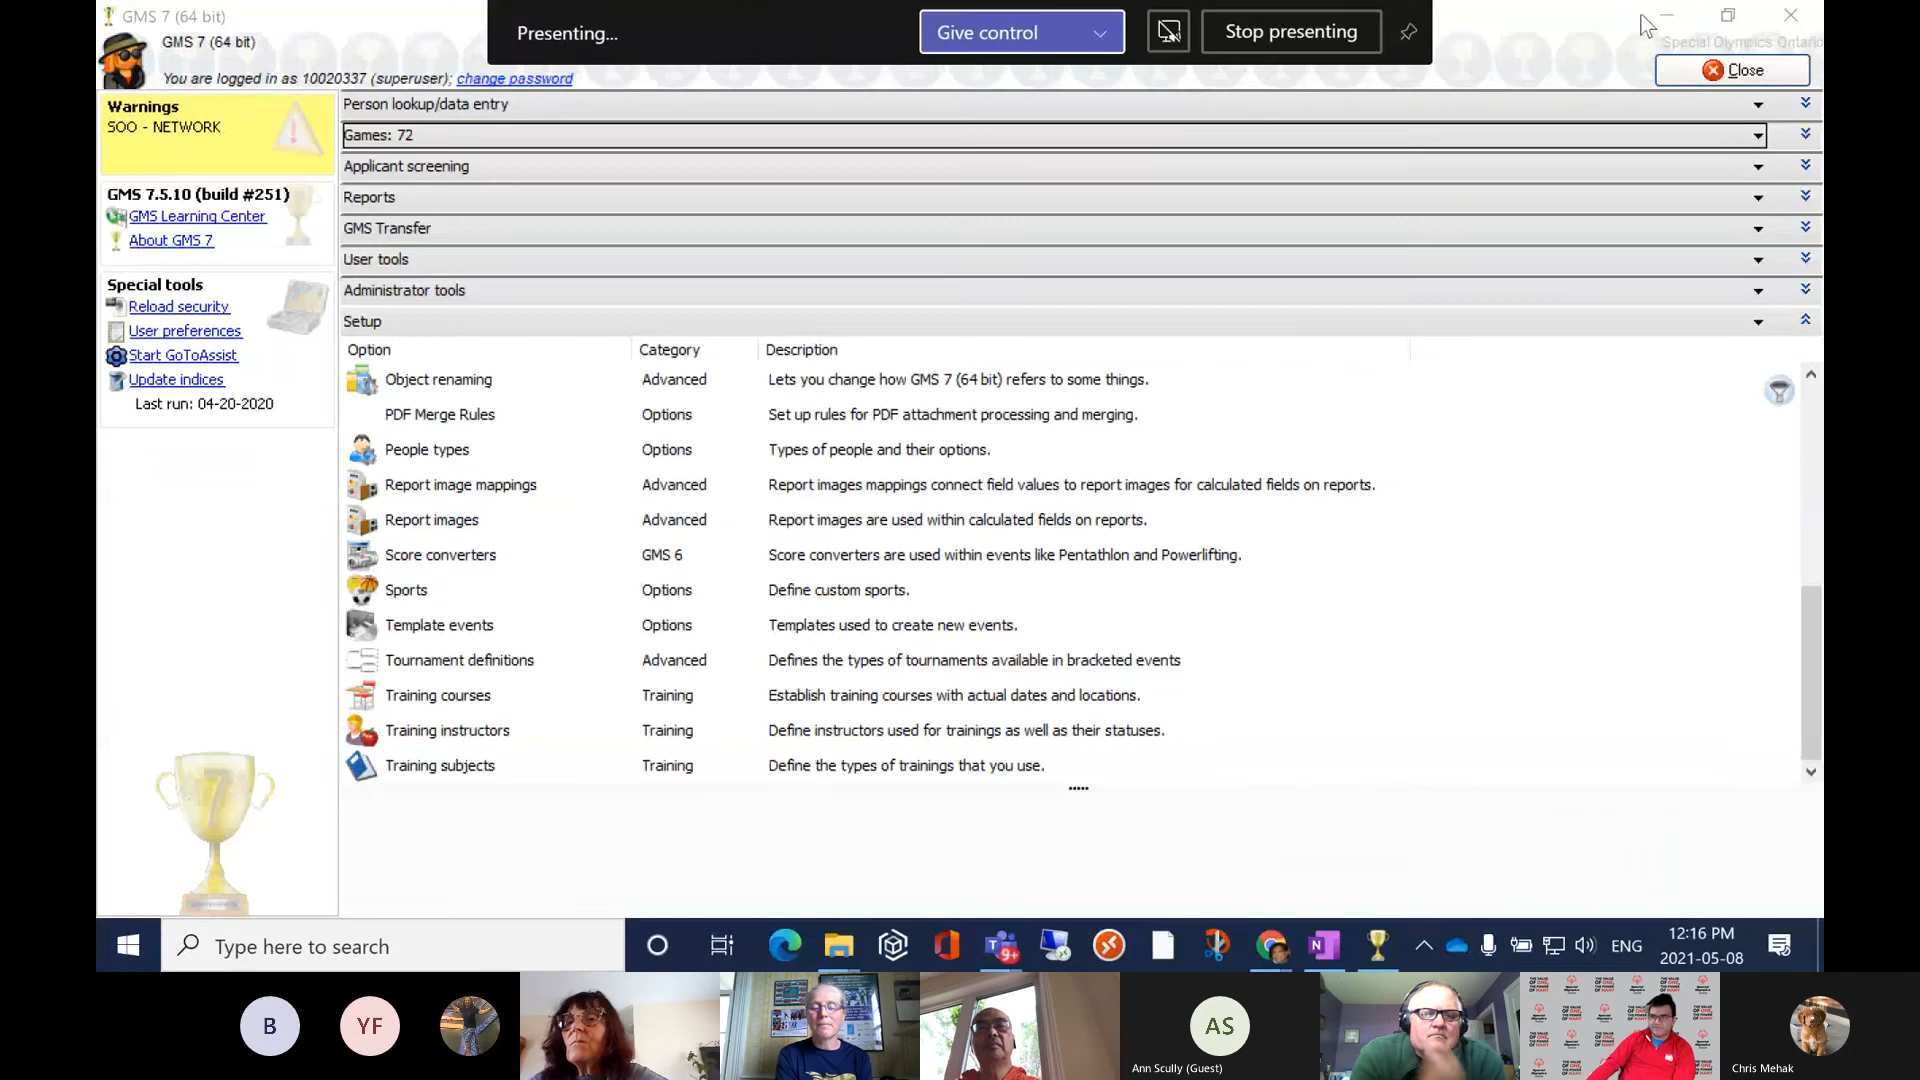 GMS 7 (64 bit)
GMS 7 (64 bit)
You are logged in as 10020337 (superuser); change password
Presenting...
Give control
Stop presenting
Special Olympics Ontario
Close
Warnings
SOO - NETWORK
GMS 7.5.10 (build #251)
GMS Learning Center
About GMS 7
Special tools
Reload security
User preferences
Start GoToAssist
Update indices
Last run: 04-20-2020
Person lookup/data entry
Games: 72
Applicant screening
Reports
GMS Transfer
User tools
Administrator tools
Setup
Option Category Description
Object renaming Advanced Lets you change how GMS 7 (64 bit) refers to some things.
PDF Merge Rules Options Set up rules for PDF attachment processing and merging.
People types Options Types of people and their options.
Report image mappings Advanced Report images mappings connect field values to report images for calculated fields on reports.
Report images Advanced Report images are used within calculated fields on reports.
Score converters GMS 6 Score converters are used within events like Pentathlon and Powerlifting.
Sports Options Define custom sports.
Template events Options Templates used to create new events.
Tournament definitions Advanced Defines the types of tournaments available in bracketed events
Training courses Training Establish training courses with actual dates and locations.
Training instructors Training Define instructors used for trainings as well as their statuses.
Training subjects Training Define the types of trainings that you use.
7
Type here to search
9+
ENG
12:16 PM
2021-05-08
B
YF
AS
Ann Scully (Guest)
Chris Mehak